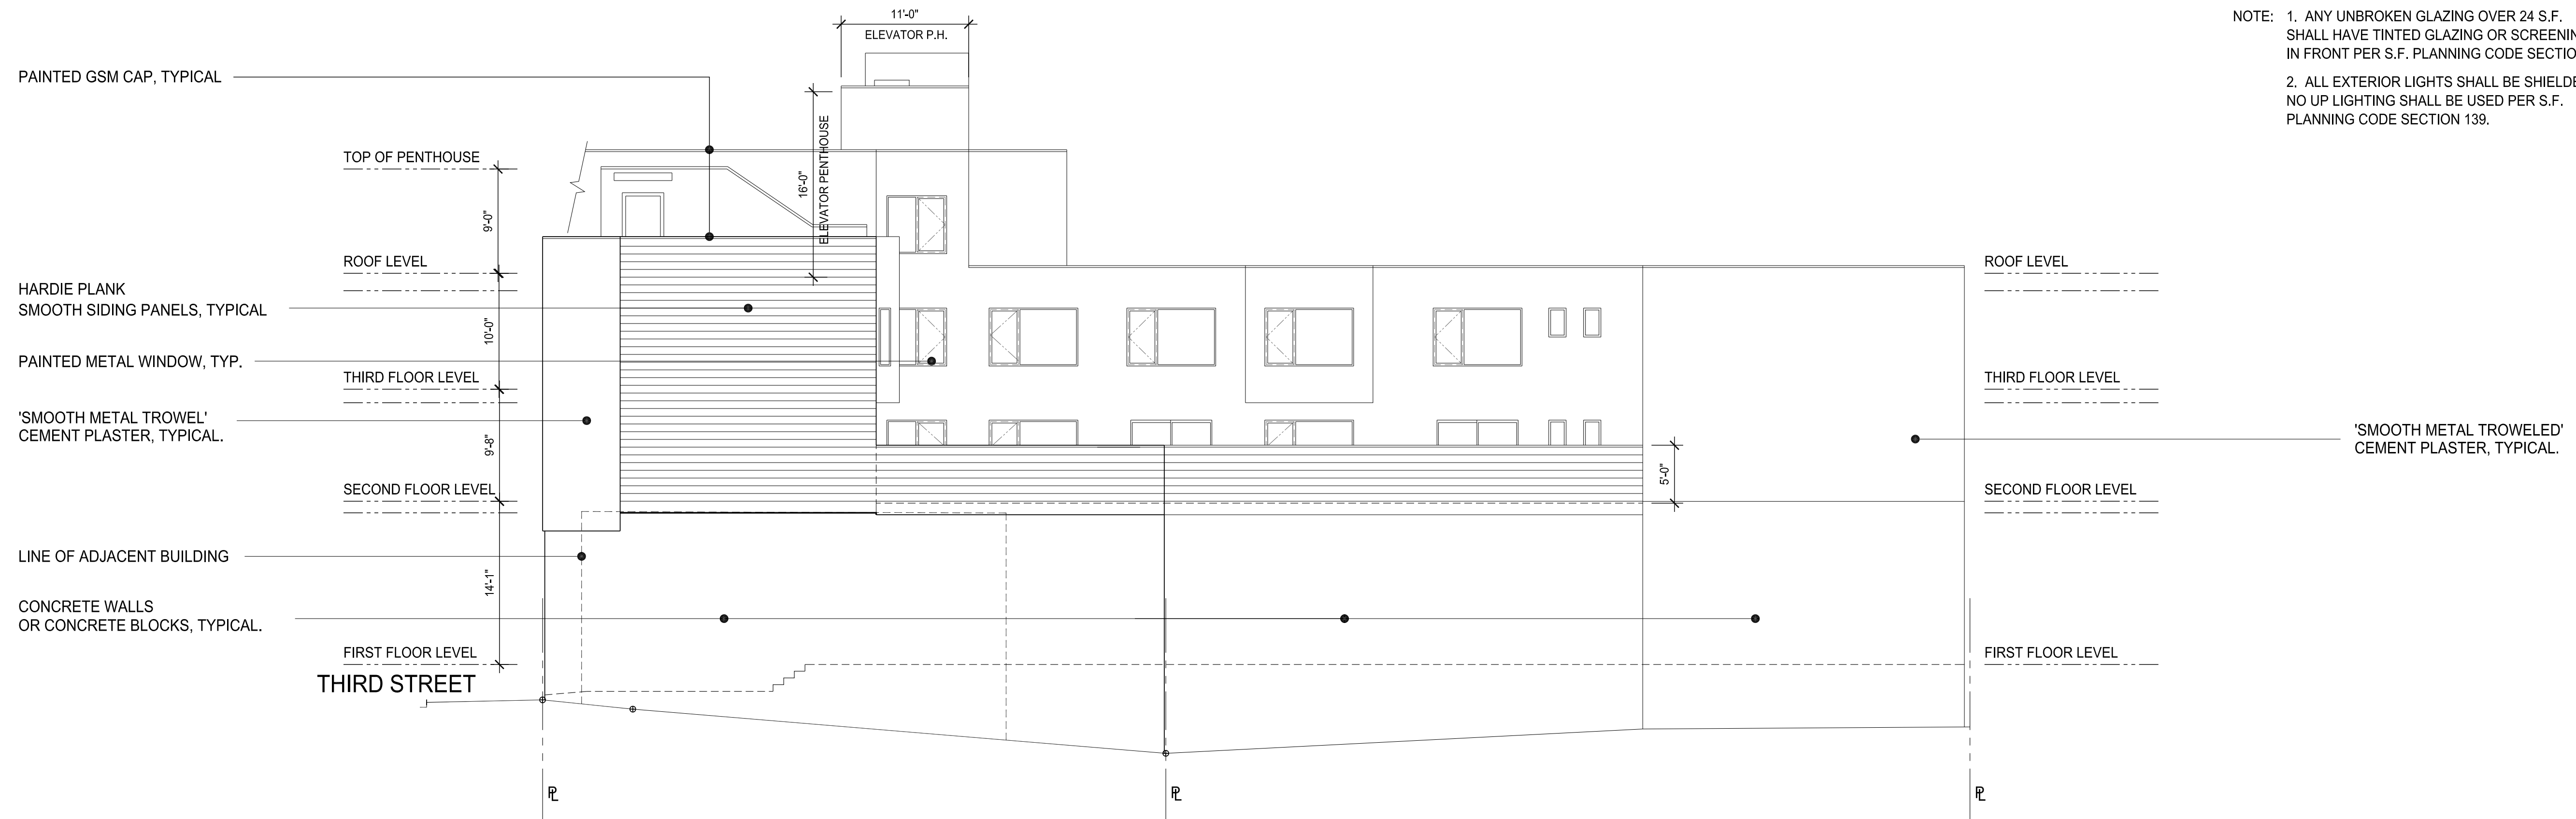 11'-0"
ELEVATOR P.H.
NOTE: 1. ANY UNBROKEN GLAZING OVER 24 S.F.
SHALL HAVE TINTED GLAZING OR SCREENIN
IN FRONT PER S.F. PLANNING CODE SECTIO
2. ALL EXTERIOR LIGHTS SHALL BE SHIELDE
NO UP LIGHTING SHALL BE USED PER S.F.
PLANNING CODE SECTION 139.
PAINTED GSM CAP, TYPICAL
TOP OF PENTHOUSE
9'-0"
16'-0"
ELEVATOR PENTHOUSE
ROOF LEVEL
ROOF LEVEL
HARDIE PLANK
SMOOTH SIDING PANELS, TYPICAL
10'-0"
PAINTED METAL WINDOW, TYP.
THIRD FLOOR LEVEL
THIRD FLOOR LEVEL
'SMOOTH METAL TROWEL'
CEMENT PLASTER, TYPICAL.
9'-8"
'SMOOTH METAL TROWELED'
CEMENT PLASTER, TYPICAL.
5'-0"
SECOND FLOOR LEVEL
SECOND FLOOR LEVEL
LINE OF ADJACENT BUILDING
14'-1"
CONCRETE WALLS
OR CONCRETE BLOCKS, TYPICAL.
FIRST FLOOR LEVEL
FIRST FLOOR LEVEL
THIRD STREET
PL
PL
PL